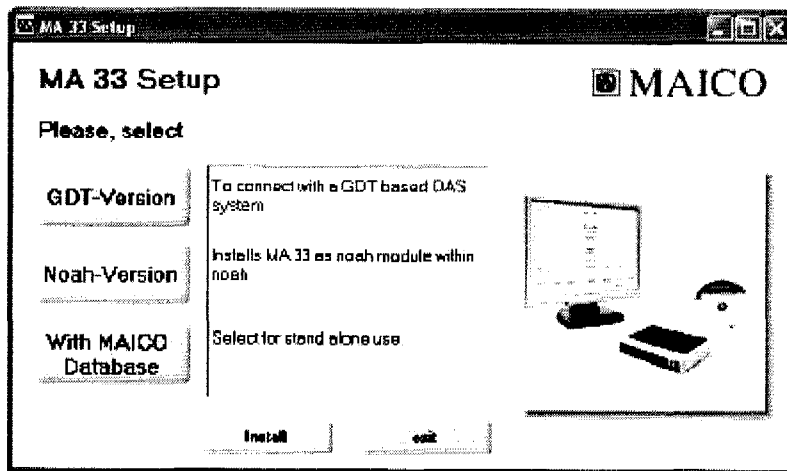 MA 33 Setup
MA 33 Setup
MAICO
Please, select
GDT-Version
To connect with a GDT based OAS
system
Noah-Version
Installs MA 33 as noah module within
noah
With MAICO
Database
Select for stand alone use
Install
exit